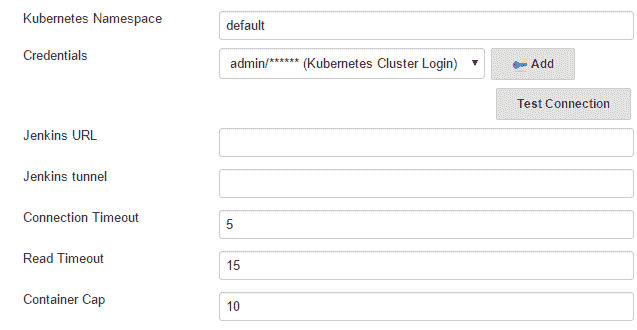 Kubernetes Namespace
default
Credentials
admin/****** (Kubernetes Cluster Login)
Add
Test Connection
Jenkins URL
Jenkins tunnel
Connection Timeout
5
Read Timeout
15
Container Cap
10